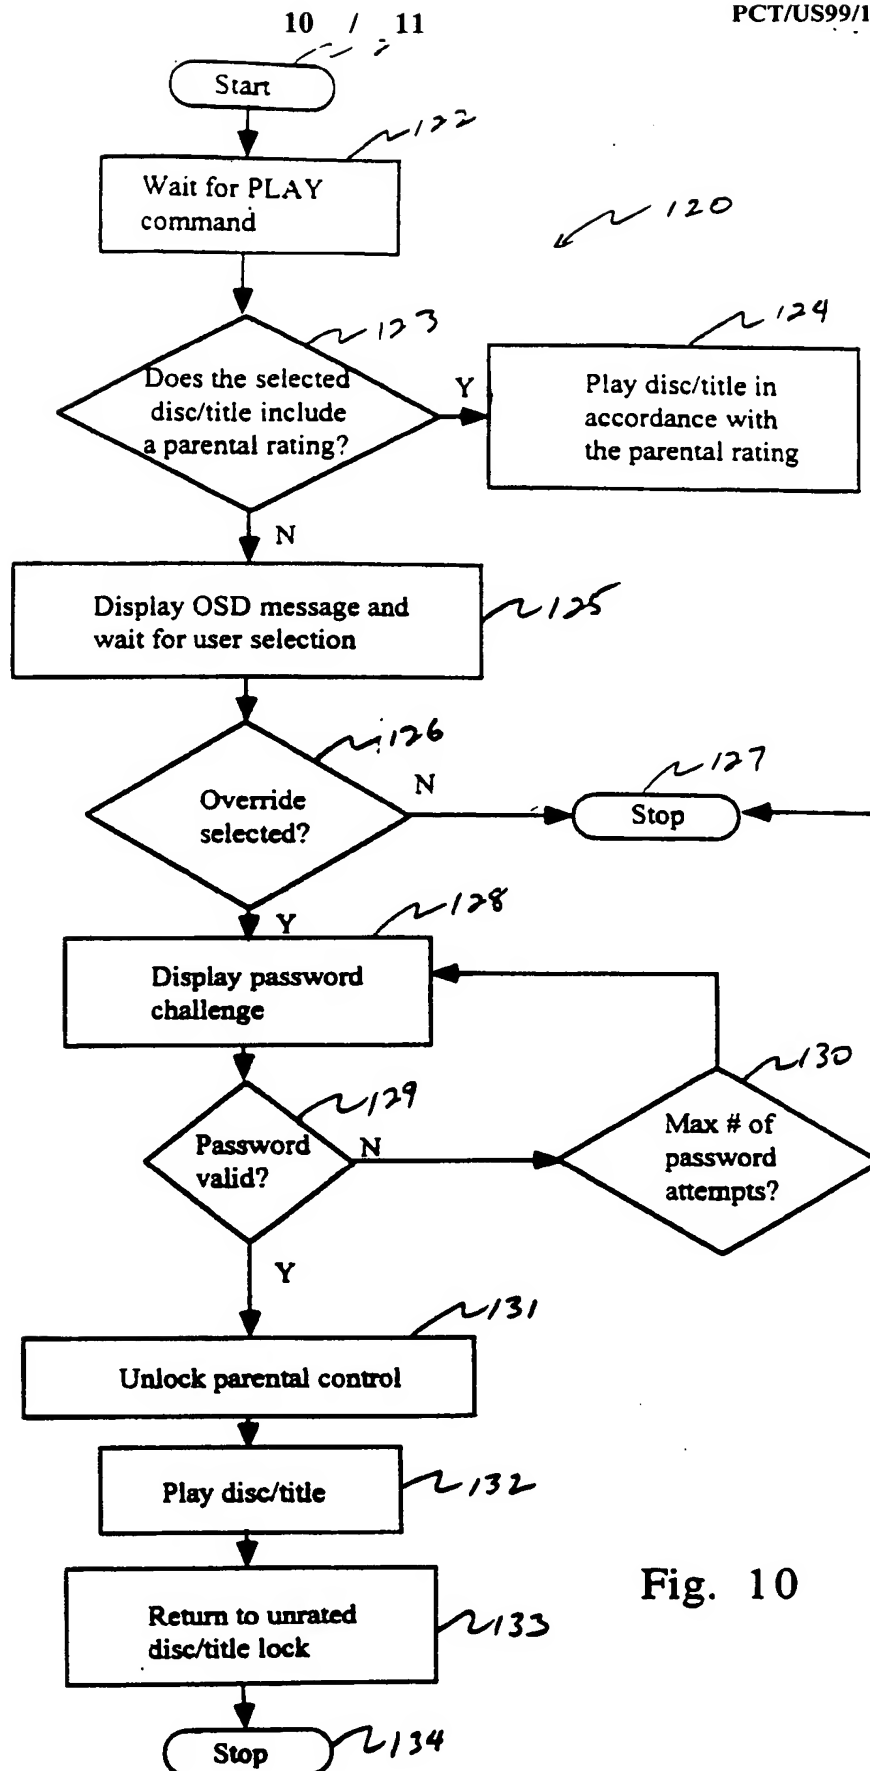 10 / 11
PCT/US99/1
Start
122
Wait for PLAY
command
120
123
Does the selected
disc/title include
a parental rating?
Y
124
Play disc/title in
accordance with
the parental rating
N
Display OSD message and
wait for user selection
125
126
Override
selected?
N
127
Stop
Y
128
Display password
challenge
129
Password
valid?
N
130
Max # of
password
attempts?
Y
131
Unlock parental control
Play disc/title
132
Fig. 10
Return to unrated
disc/title lock
133
Stop
134